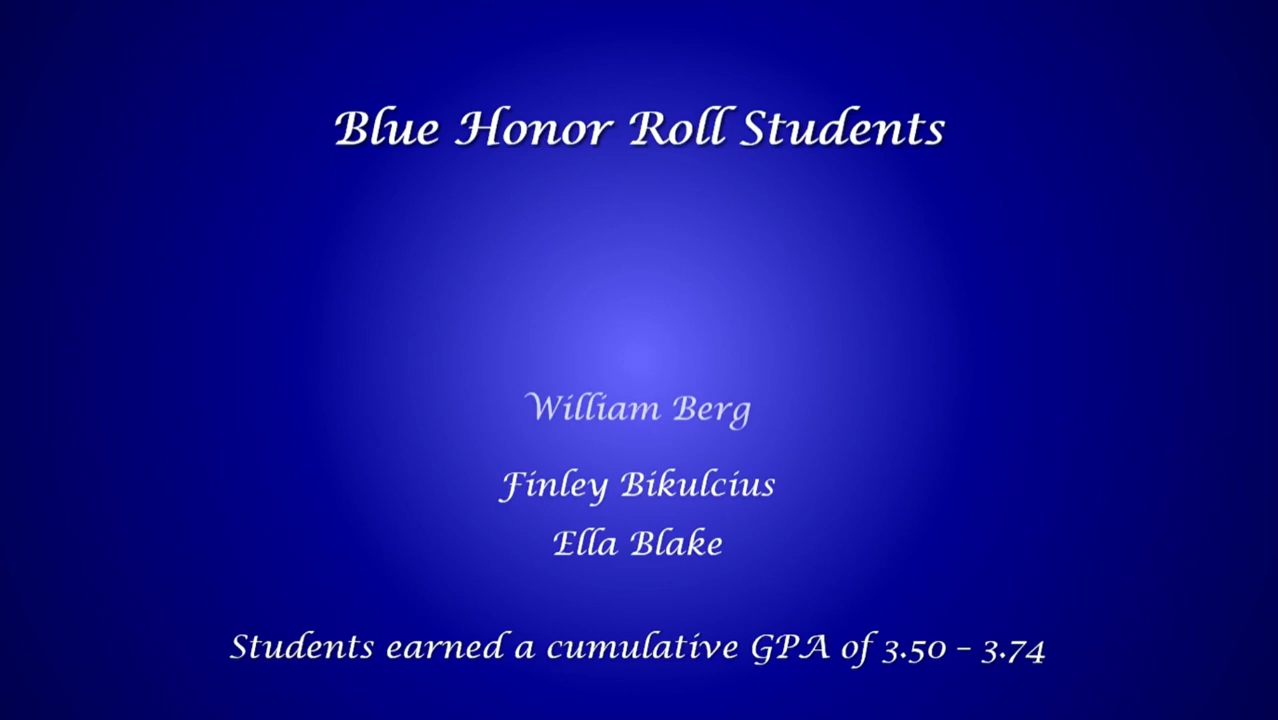 Blue Honor Roll Students
William Berg
Finley Bikulcius
Ella Blake
Students earned a cumulative GPA of 3.50 – 3.74